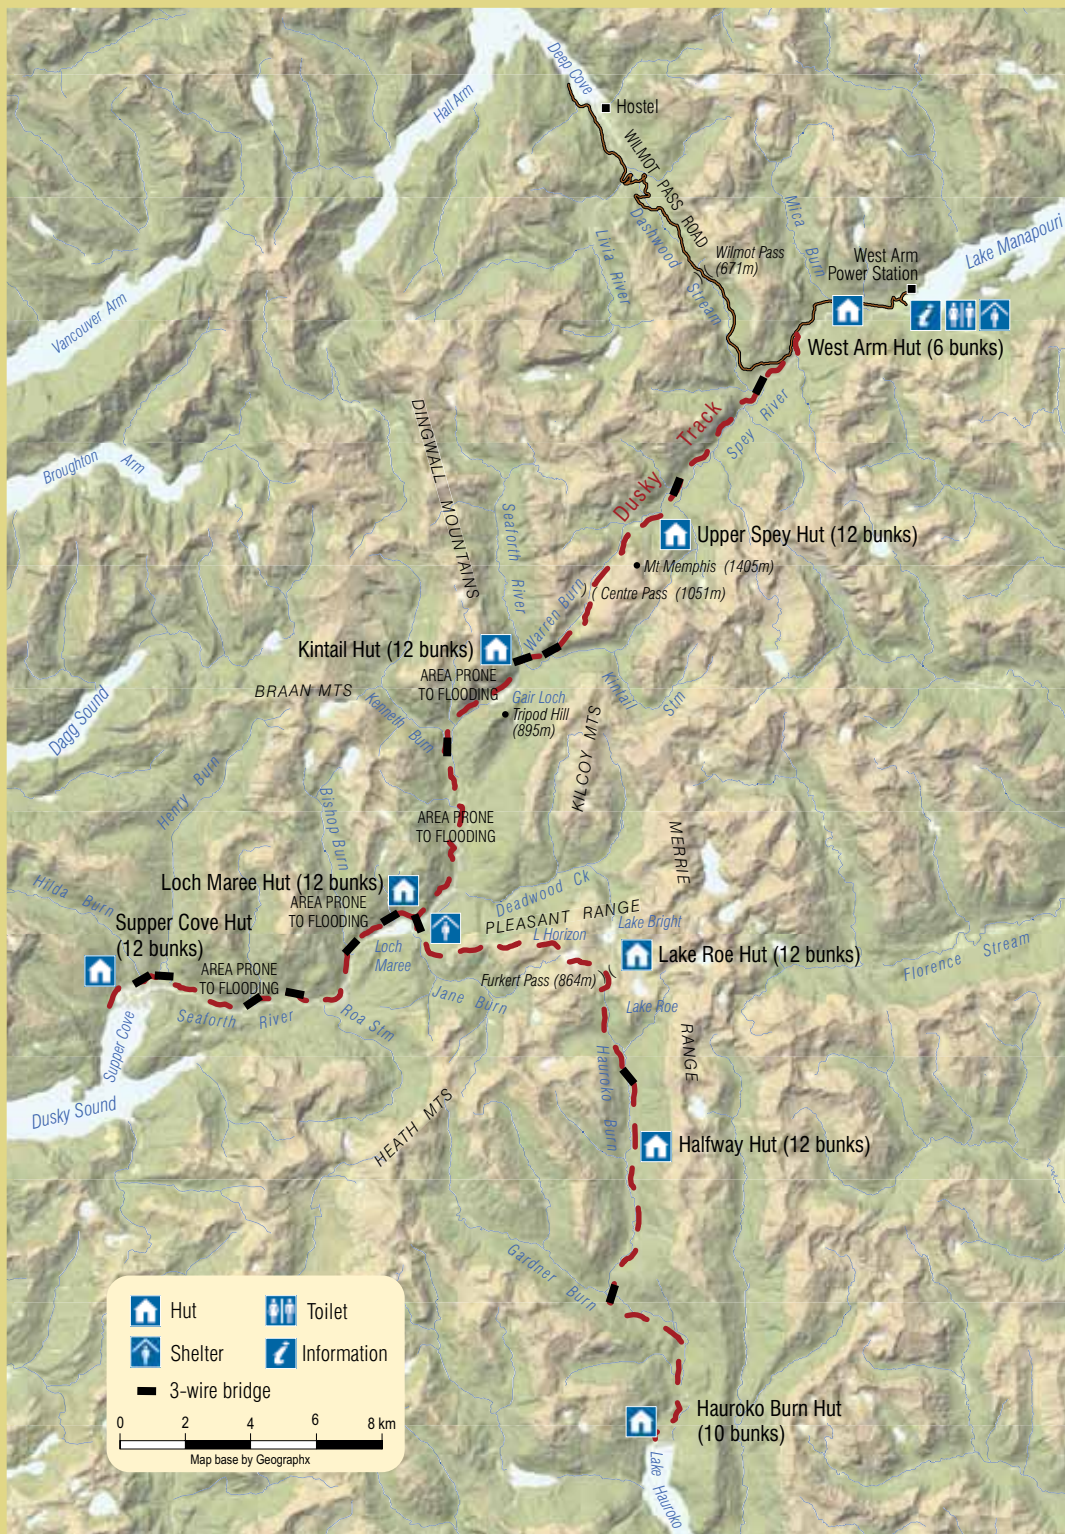 Deep Cove
Hostel
Hall Arm
WILMOT PASS ROAD
Mica Burn
Dashwood Stream
Livia River
Wilmot Pass
(671m)
West Arm
Power Station
Lake Manapouri
Vancouver Arm
West Arm Hut (6 bunks)
DINGWALL MOUNTAINS
Dusky Track
Spey River
Broughton Arm
Seaforth River
Upper Spey Hut (12 bunks)
Mt Memphis (1405m)
Centre Pass (1051m)
Warren Burn
Kintail Hut (12 bunks)
AREA PRONE
TO FLOODING
Kintail Stm
BRAAN MTS
Kenneth Burn
Gair Loch
Tripod Hill
(895m)
Dagg Sound
KILCOY MTS
Henry Burn
Bishop Burn
AREA PRONE
TO FLOODING
MERRIE
Loch Maree Hut (12 bunks)
AREA PRONE
TO FLOODING
Hilda Burn
Deadwood Ck
PLEASANT RANGE
Lake Bright
L Horizon
Supper Cove Hut
(12 bunks)
Loch
Maree
Lake Roe Hut (12 bunks)
Florence Stream
AREA PRONE
TO FLOODING
Furkert Pass (864m)
Jane Burn
Lake Roe
Seaforth River
Roa Stm
RANGE
Supper Cove
Hauroko Burn
Dusky Sound
HEATH MTS
Halfway Hut (12 bunks)
Gardner Burn
Hut
Toilet
Shelter
Information
3-wire bridge
0 2 4 6 8 km
Map base by Geographx
Hauroko Burn Hut
(10 bunks)
Lake Hauroko